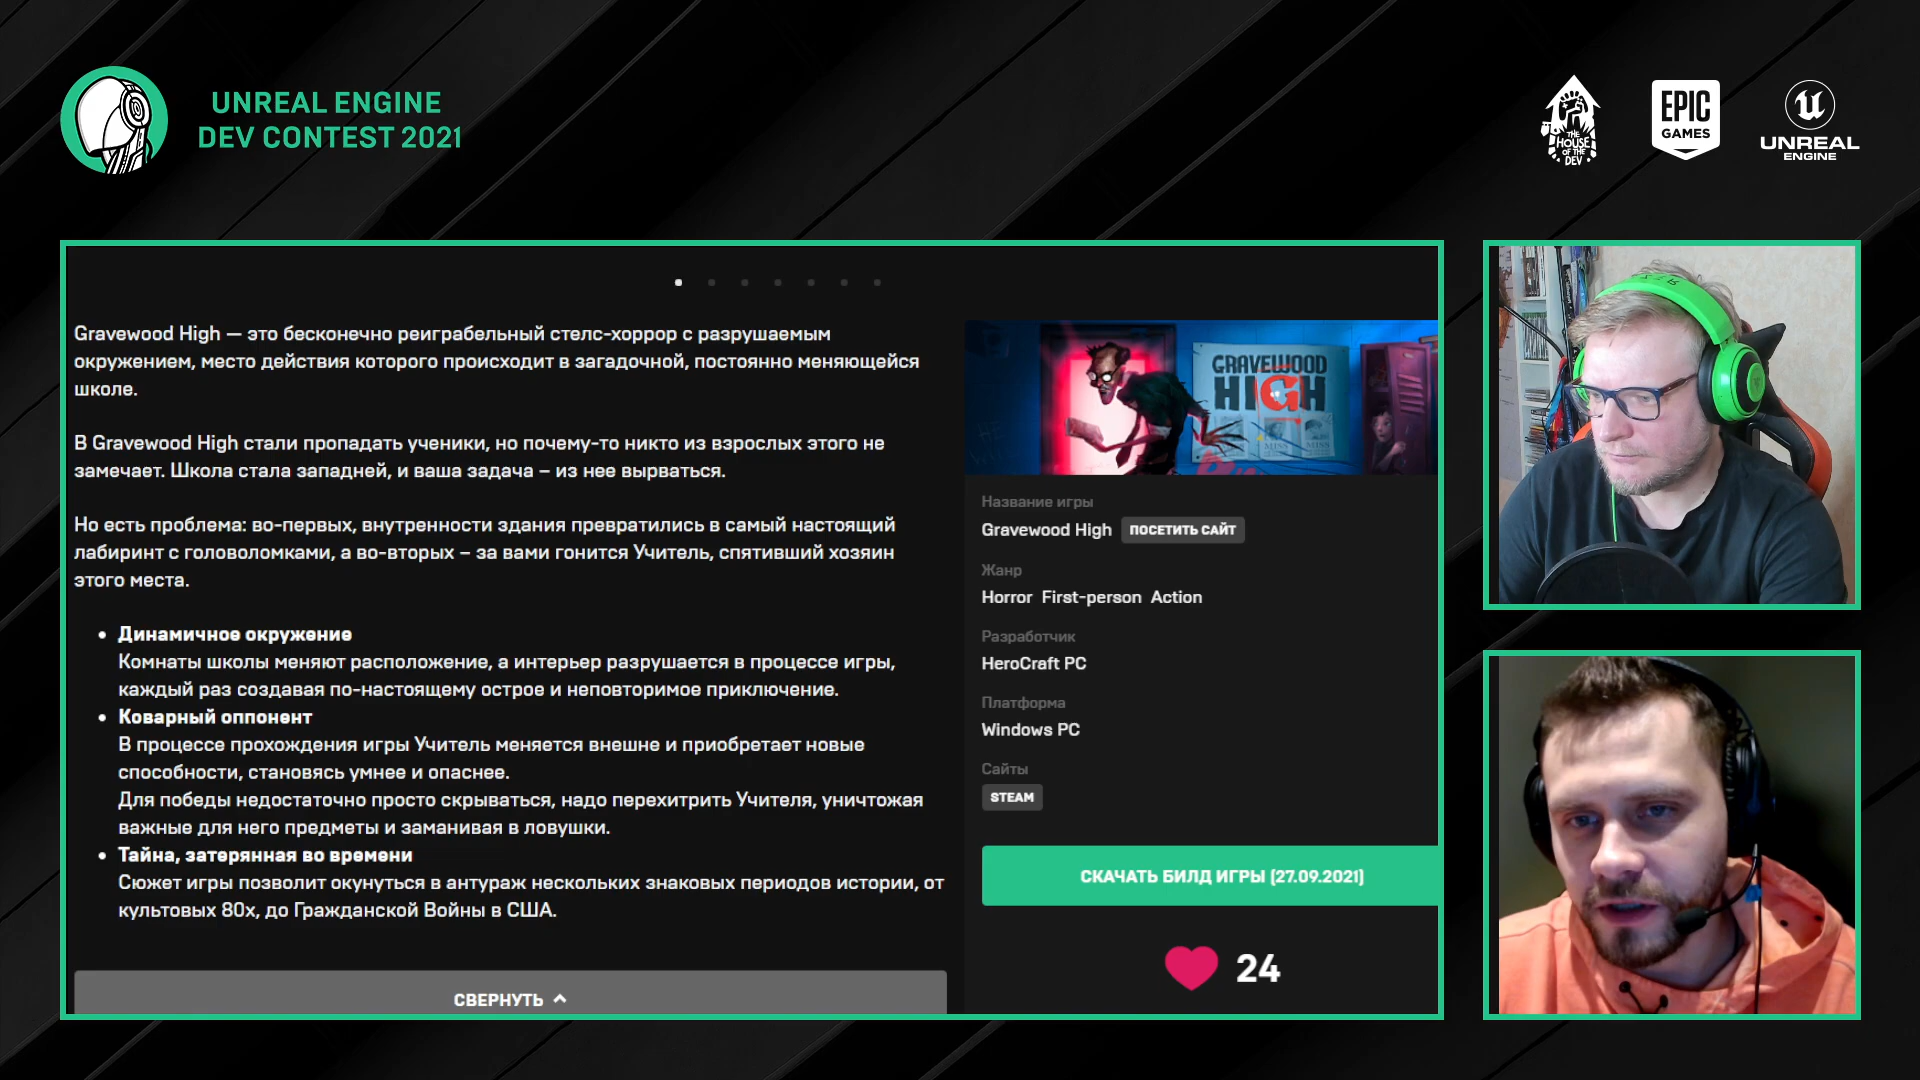 UNREAL ENGINE
DEV CONTEST 2021
THE
HOUSE
OF THE
DEV
EPIC
GAMES
UNREAL
ENGINE
Gravewood High — это бесконечно реиграбельный стелс-хоррор с разрушаемым
окружением, место действия которого происходит в загадочной, постоянно меняющейся
школе.
В Gravewood High стали пропадать ученики, но почему-то никто из взрослых этого не
замечает. Школа стала западней, и ваша задача – из нее вырваться.
Но есть проблема: во-первых, внутренности здания превратились в самый настоящий
лабиринт с головоломками, а во-вторых – за вами гонится Учитель, спятивший хозяин
этого места.
• Динамичное окружение
Комнаты школы меняют расположение, а интерьер разрушается в процессе игры,
каждый раз создавая по-настоящему острое и неповторимое приключение.
• Коварный оппонент
В процессе прохождения игры Учитель меняется внешне и приобретает новые
способности, становясь умнее и опаснее.
Для победы недостаточно просто скрываться, надо перехитрить Учителя, уничтожая
важные для него предметы и заманивая в ловушки.
• Тайна, затерянная во времени
Сюжет игры позволит окунуться в антураж нескольких знаковых периодов истории, от
культовых 80х, до Гражданской Войны в США.
СВЕРНУТЬ
GRAVEWOOD
HIGH
MISS
MISS
Название игры
Gravewood High ПОСЕТИТЬ САЙТ
Жанр
Horror First-person Action
Разработчик
HeroCraft PC
Платформа
Windows PC
Сайты
STEAM
СКАЧАТЬ БИЛД ИГРЫ (27.09.2021)
24